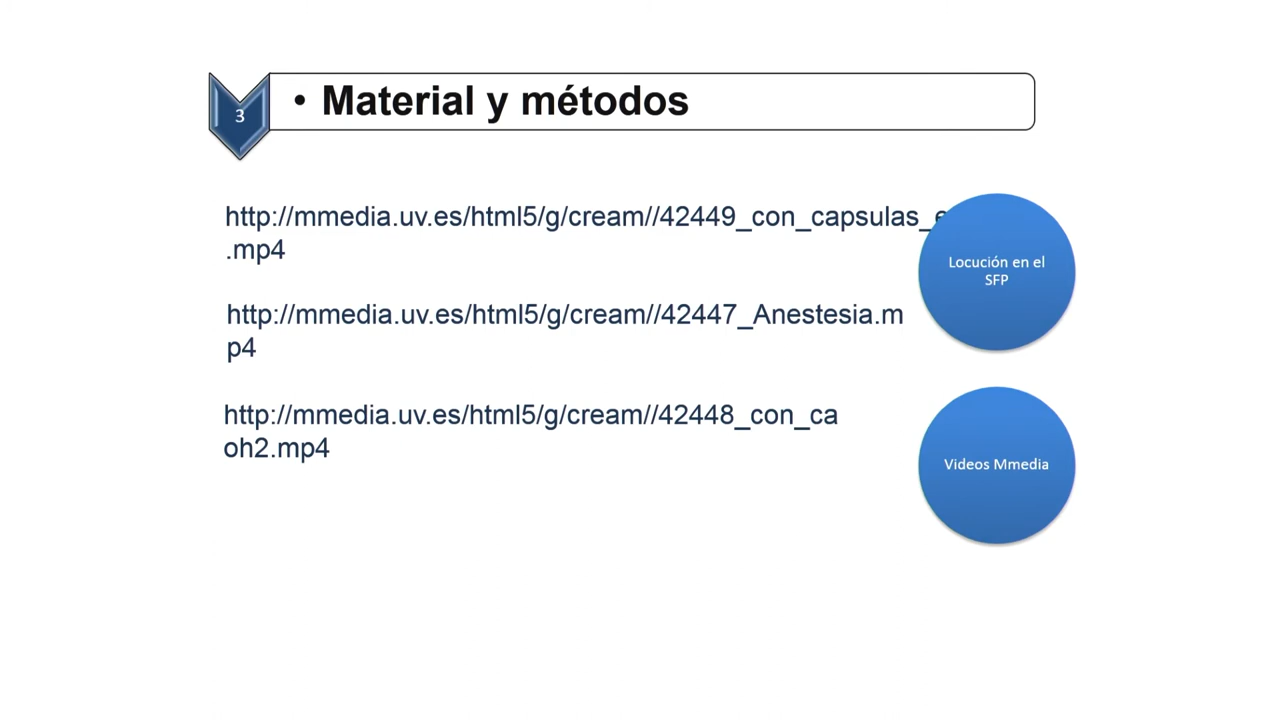 3
• Material y métodos
http://mmedia.uv.es/html5/g/cream//42449_con_capsulas_e
.mp4
Locución en el
SFP
http://mmedia.uv.es/html5/g/cream//42447_Anestesia.m
p4
http://mmedia.uv.es/html5/g/cream//42448_con_ca
oh2.mp4
Videos Mmedia